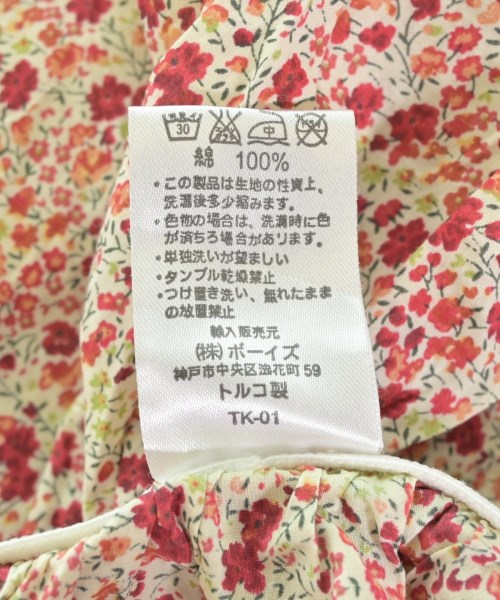 30 中
綿 100%
・この製品は生地の性質上、
洗濯後多少縮みます。
・色物の場合は、洗濯時に色
が済ちろ場合があります。
・単独洗いが望ましい
・タンブル乾燥禁止
・つけ置き洗い、無れたまま
の放置禁止
輸入販売元
(株)ボーイズ
神戸市中央区浪花町59
トルコ製
TK-01